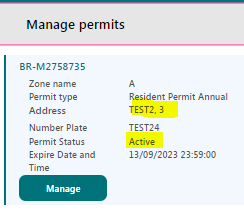 Manage permits
BR-M2758735
Zone name A
Permit type Resident Permit Annual
Address TEST2, 3
Number Plate TEST24
Permit Status Active
Expire Date and 13/09/2023 23:59:00
Time
Manage